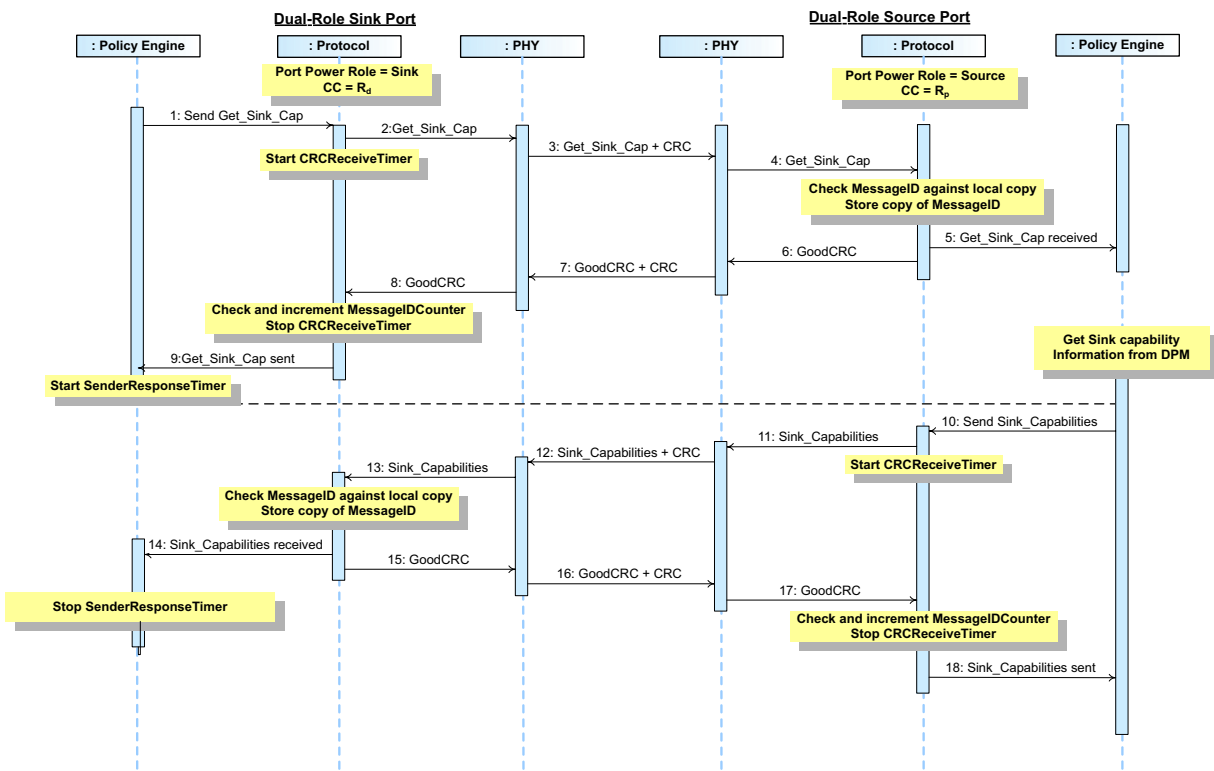 Dual-Role Sink Port
Dual-Role Source Port
: Policy Engine
: Protocol
: PHY
: PHY
: Protocol
: Policy Engine
Port Power Role = Sink
CC = Rd
Port Power Role = Source
CC = Rp
1: Send Get_Sink_Cap
2:Get_Sink_Cap
Start CRCReceiveTimer
3: Get_Sink_Cap + CRC
4: Get_Sink_Cap
Check MessageID against local copy
Store copy of MessageID
5: Get_Sink_Cap received
6: GoodCRC
7: GoodCRC + CRC
8: GoodCRC
Check and increment MessageIDCounter
Stop CRCReceiveTimer
9:Get_Sink_Cap sent
Start SenderResponseTimer
Get Sink capability
Information from DPM
10: Send Sink_Capabilities
11: Sink_Capabilities
Start CRCReceiveTimer
12: Sink_Capabilities + CRC
13: Sink_Capabilities
Check MessageID against local copy
Store copy of MessageID
14: Sink_Capabilities received
15: GoodCRC
16: GoodCRC + CRC
17: GoodCRC
Stop SenderResponseTimer
Check and increment MessageIDCounter
Stop CRCReceiveTimer
18: Sink_Capabilities sent